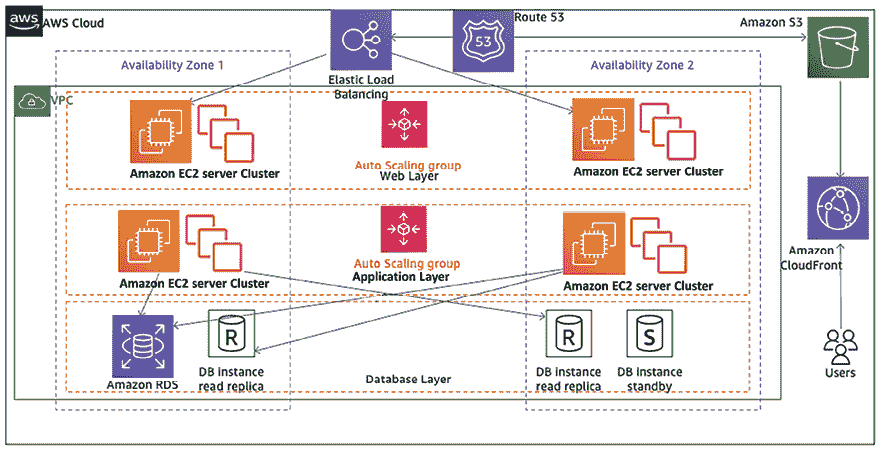 aws
AWS Cloud
Route 53
53
Amazon S3
Availability Zone 1
Elastic Load
Balancing
Availability Zone 2
VPC
Amazon EC2 server Cluster
Auto Scaling group
Web Layer
Amazon EC2 server Cluster
Amazon EC2 server Cluster
Auto Scaling group
Application Layer
Amazon EC2 server Cluster
Amazon
CloudFront
Amazon RDS
R
DB instance
read replica
Database Layer
R
DB instance
read replica
S
DB instance
standby
Users